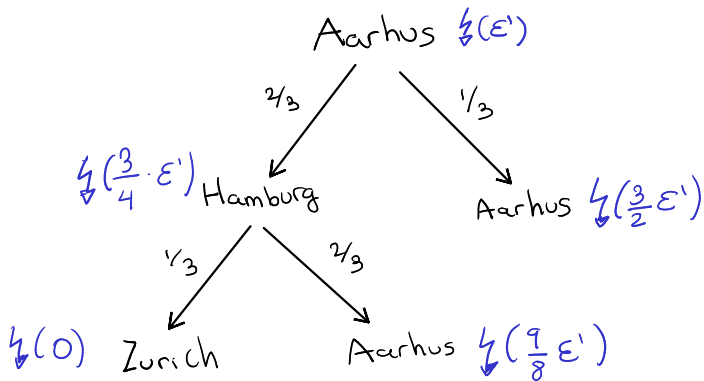 Aarhus ↯(ε')
2/3 1/3
↯(3/4 · ε') Hamburg Aarhus ↯(3/2 ε')
1/3 2/3
↯(0) Zurich Aarhus ↯(9/8 ε')